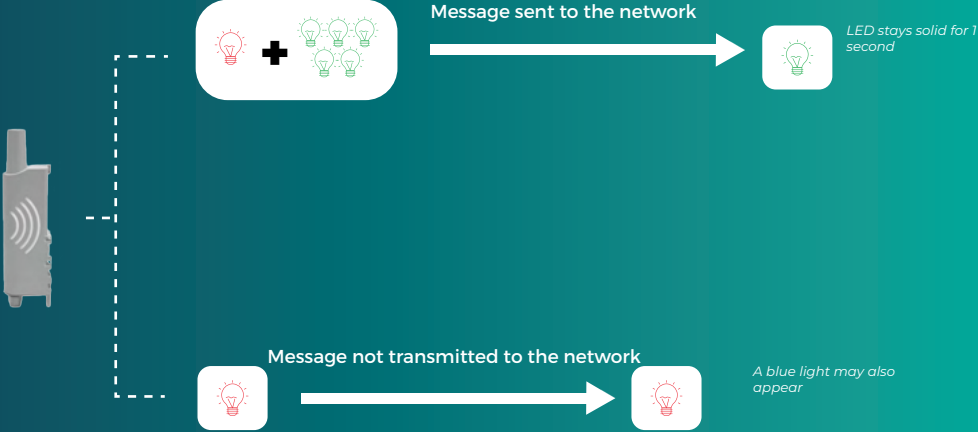 Message sent to the network
LED stays solid for 1
second
Message not transmitted to the network
A blue light may also
appear